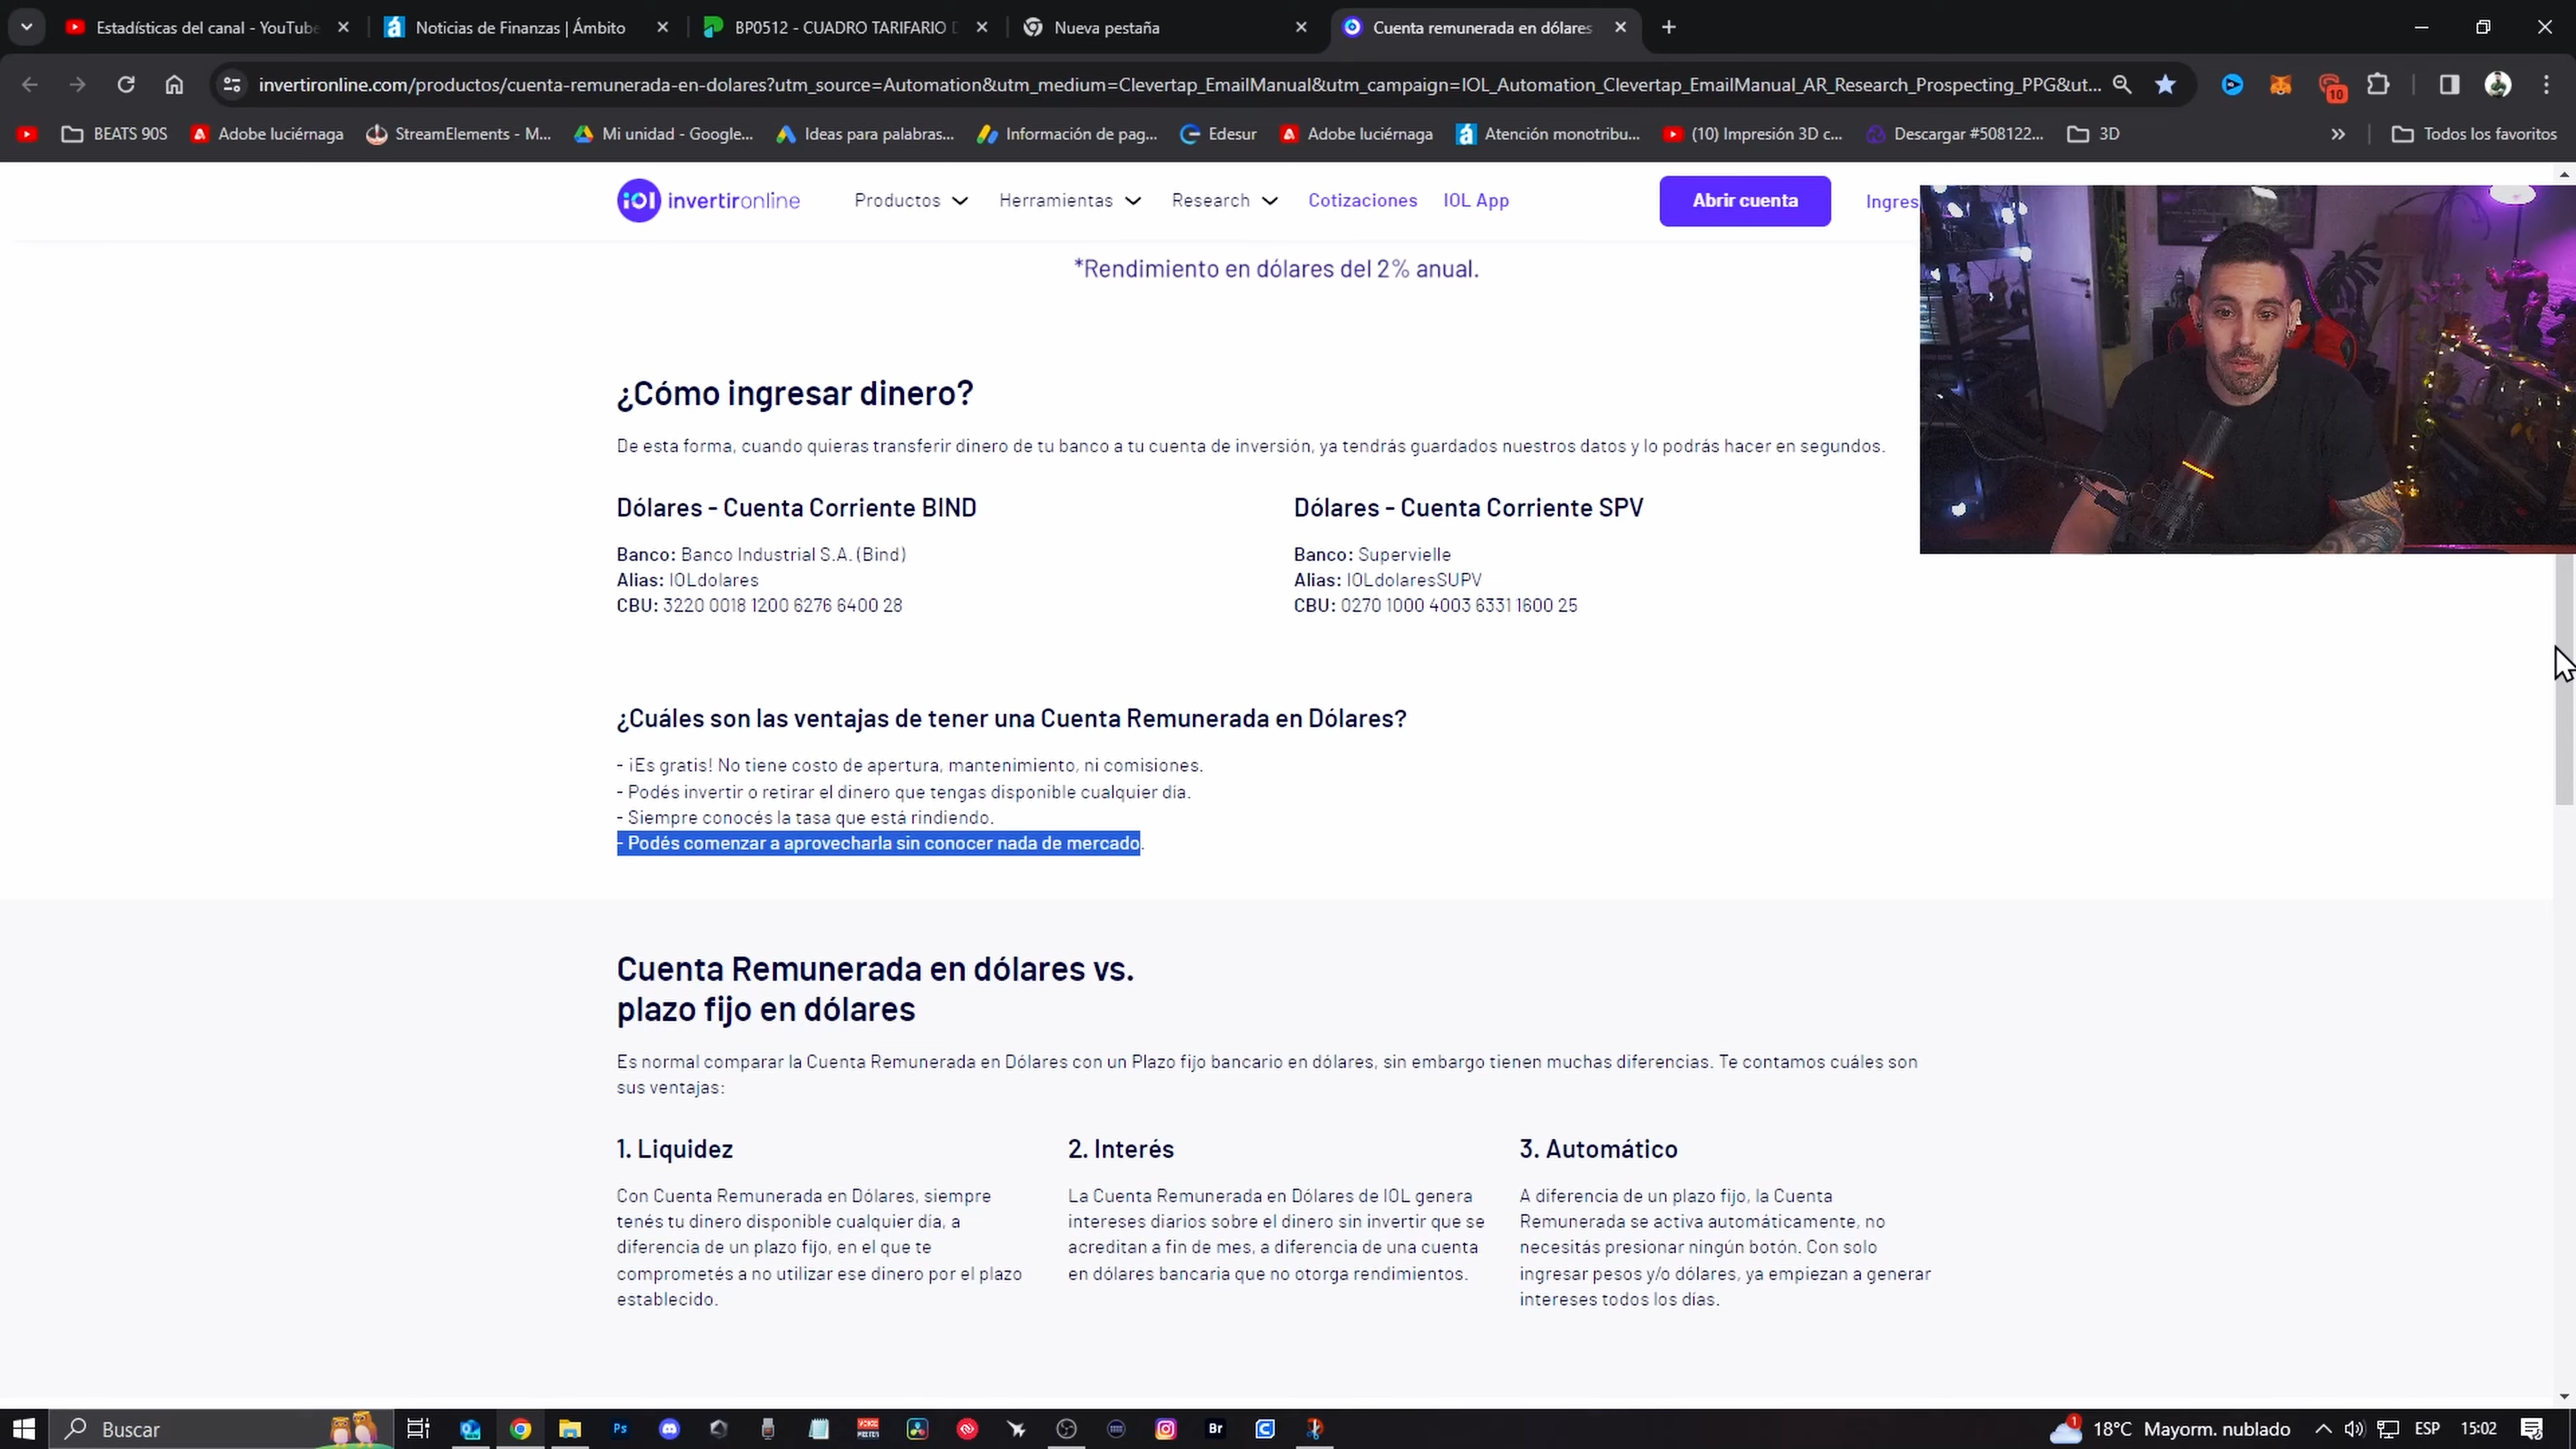 Estadísticas del canal - YouTube
Noticias de Finanzas | Ámbito
BP0512 - CUADRO TARIFARIO D
Nueva pestaña
Cuenta remunerada en dólares
invertironline.com/productos/cuenta-remunerada-en-dolares?utm_source=Automation&utm_medium=Clevertap_EmailManual&utm_campaign=IOL_Automation_Clevertap_EmailManual_AR_Research_Prospecting_PPG&ut...
10
BEATS 90S
Adobe luciérnaga
StreamElements - M...
Mi unidad - Google...
Ideas para palabras...
Información de pag...
Edesur
Adobe luciérnaga
Atención monotribu...
(10) Impresión 3D c...
Descargar #508122...
3D
Todos los favoritos
iol invertironline
Productos
Herramientas
Research
Cotizaciones
IOL App
Abrir cuenta
Ingres
*Rendimiento en dólares del 2% anual.
¿Cómo ingresar dinero?
De esta forma, cuando quieras transferir dinero de tu banco a tu cuenta de inversión, ya tendrás guardados nuestros datos y lo podrás hacer en segundos.
Dólares - Cuenta Corriente BIND
Banco: Banco Industrial S.A. (Bind)
Alias: IOLdolares
CBU: 3220 0018 1200 6276 6400 28
Dólares - Cuenta Corriente SPV
Banco: Supervielle
Alias: IOLdolaresSUPV
CBU: 0270 1000 4003 6331 1600 25
¿Cuáles son las ventajas de tener una Cuenta Remunerada en Dólares?
- ¡Es gratis! No tiene costo de apertura, mantenimiento, ni comisiones.
- Podés invertir o retirar el dinero que tengas disponible cualquier día.
- Siempre conocés la tasa que está rindiendo.
- Podés comenzar a aprovecharla sin conocer nada de mercado.
Cuenta Remunerada en dólares vs.
plazo fijo en dólares
Es normal comparar la Cuenta Remunerada en Dólares con un Plazo fijo bancario en dólares, sin embargo tienen muchas diferencias. Te contamos cuáles son
sus ventajas:
1. Liquidez
Con Cuenta Remunerada en Dólares, siempre
tenés tu dinero disponible cualquier día, a
diferencia de un plazo fijo, en el que te
comprometés a no utilizar ese dinero por el plazo
establecido.
2. Interés
La Cuenta Remunerada en Dólares de IOL genera
intereses diarios sobre el dinero sin invertir que se
acreditan a fin de mes, a diferencia de una cuenta
en dólares bancaria que no otorga rendimientos.
3. Automático
A diferencia de un plazo fijo, la Cuenta
Remunerada se activa automáticamente, no
necesitás presionar ningún botón. Con solo
ingresar pesos y/o dólares, ya empiezan a generar
intereses todos los días.
Buscar
Ps
Br
1
18°C Mayorm. nublado
ESP
15:02